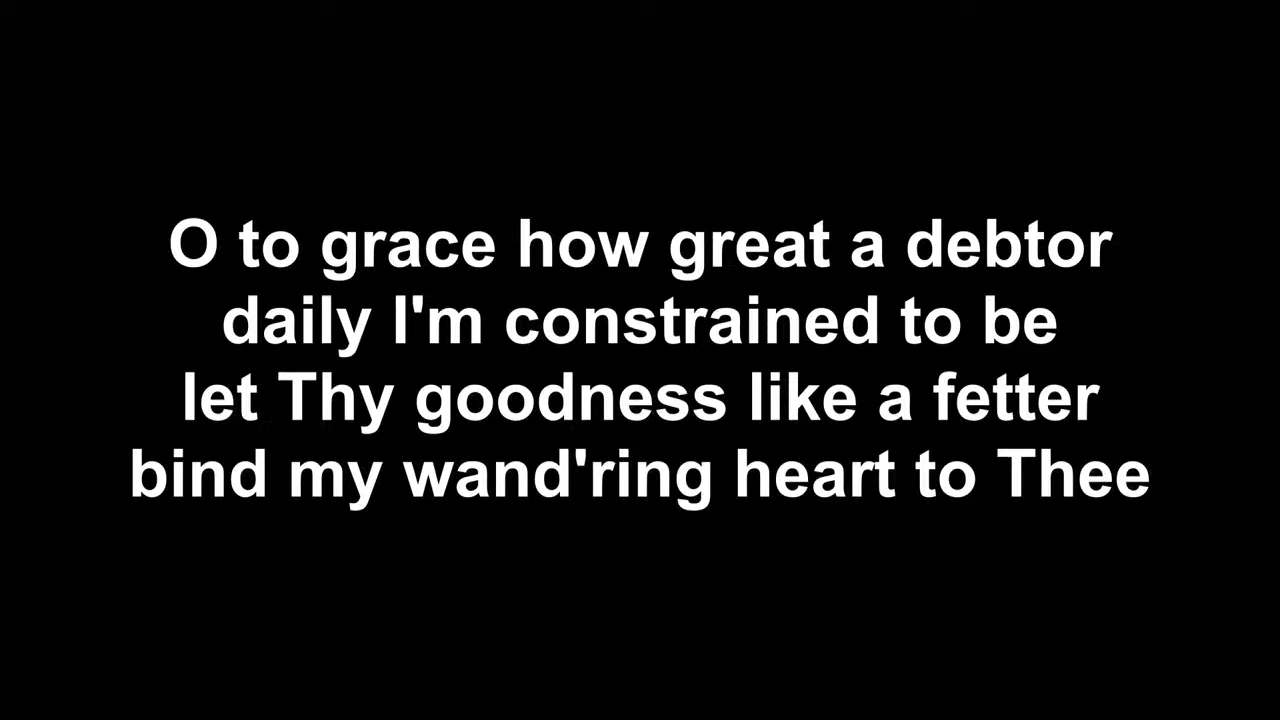 O to grace how great a debtor
daily I'm constrained to be
let Thy goodness like a fetter
bind my wand'ring heart to Thee